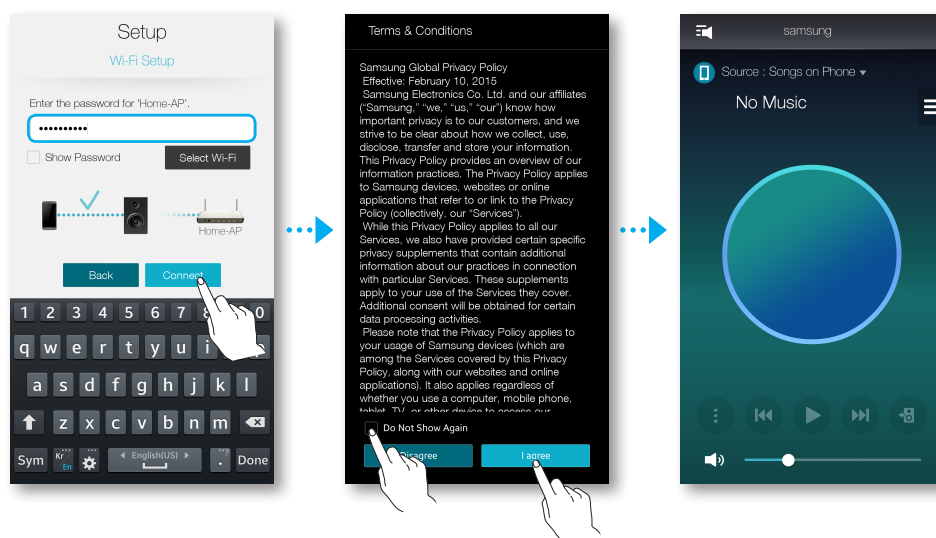 Setup
Wi-Fi Setup
Enter the password for 'Home-AP'.
••••••••••
Show Password
Select Wi-Fi
Home-AP
Back
Connect
1 2 3 4 5 6 7 8 0
q w e r t y u i
a s d f g h j k l
z x c v b n m
Sym Kr En English(US) . Done
Terms & Conditions
Samsung Global Privacy Policy
Effective: February 10, 2015
Samsung Electronics Co. Ltd. and our affiliates
(“Samsung,” “we,” “us,” “our”) know how
important privacy is to our customers, and we
strive to be clear about how we collect, use,
disclose, transfer and store your information.
This Privacy Policy provides an overview of our
information practices. The Privacy Policy applies
to Samsung devices, websites or online
applications that refer to or link to the Privacy
Policy (collectively, our “Services”).
While this Privacy Policy applies to all our
Services, we also have provided certain specific
privacy supplements that contain additional
information about our practices in connection
with particular Services. These supplements
apply to your use of the Services they cover.
Additional consent will be obtained for certain
data processing activities.
Please note that the Privacy Policy applies to
your usage of Samsung devices (which are
among the Services covered by this Privacy
Policy, along with our websites and online
applications). It also applies regardless of
whether you use a computer, mobile phone,
tablet, TV, or other device to access our
Do Not Show Again
Disagree
I agree
samsung
Source : Songs on Phone
No Music